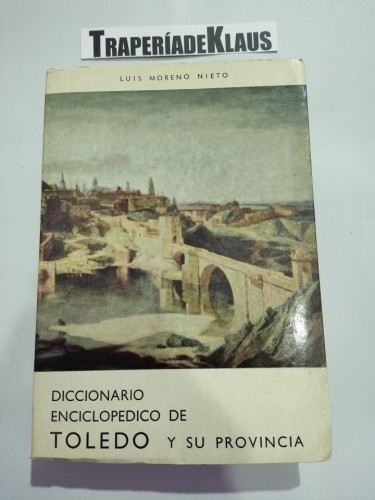 TRAPERÍADEKLAUS
LUIS MORENO NIETO
DICCIONARIO
ENCICLOPEDICO DE
TOLEDO Y SU PROVINCIA